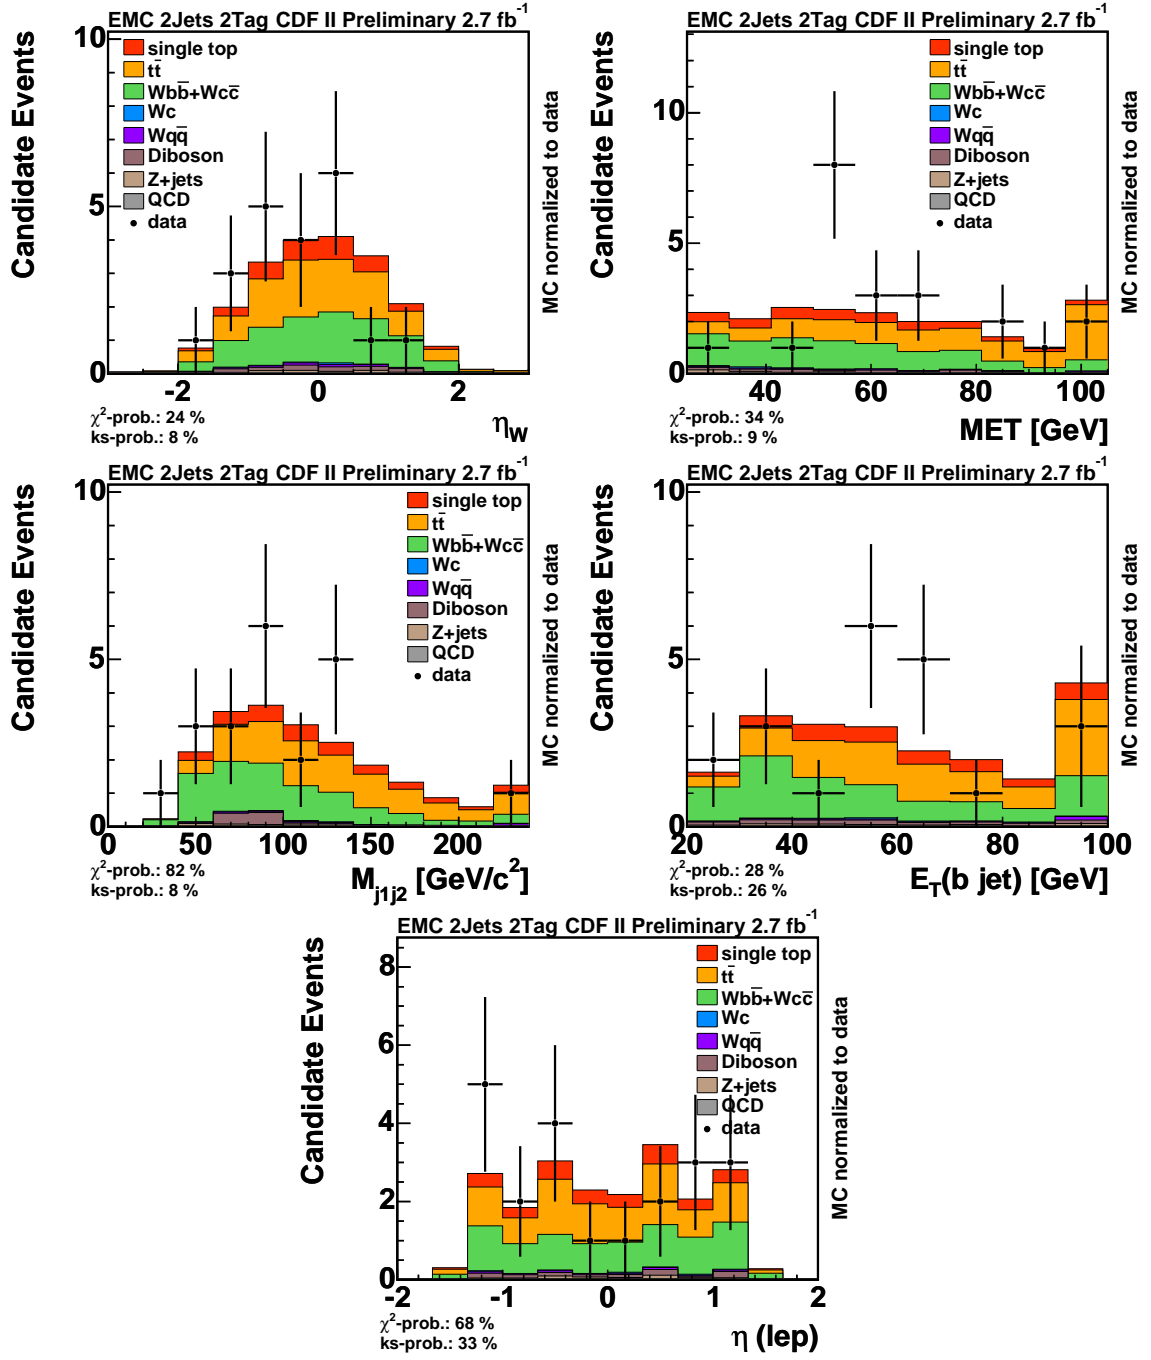 EMC 2Jets 2Tag CDF II Preliminary 2.7 fb⁻¹
Candidate Events
10
5
0
single top
tt̄
Wbb̄+Wcc̄
Wc
Wqq̄
Diboson
Z+jets
QCD
data
MC normalized to data
-2 0 2
χ²-prob.: 24 %
ks-prob.: 8 %
η_W
EMC 2Jets 2Tag CDF II Preliminary 2.7 fb⁻¹
Candidate Events
10
5
0
single top
tt̄
Wbb̄+Wcc̄
Wc
Wqq̄
Diboson
Z+jets
QCD
data
MC normalized to data
40 60 80 100
χ²-prob.: 34 %
ks-prob.: 9 %
MET [GeV]
EMC 2Jets 2Tag CDF II Preliminary 2.7 fb⁻¹
Candidate Events
10
5
0
single top
tt̄
Wbb̄+Wcc̄
Wc
Wqq̄
Diboson
Z+jets
QCD
data
MC normalized to data
0 50 100 150 200
χ²-prob.: 82 %
ks-prob.: 8 %
M_j1j2 [GeV/c²]
EMC 2Jets 2Tag CDF II Preliminary 2.7 fb⁻¹
Candidate Events
10
5
0
MC normalized to data
20 40 60 80 100
χ²-prob.: 28 %
ks-prob.: 26 %
E_T(b jet) [GeV]
EMC 2Jets 2Tag CDF II Preliminary 2.7 fb⁻¹
Candidate Events
8
6
4
2
0
single top
tt̄
Wbb̄+Wcc̄
Wc
Wqq̄
Diboson
Z+jets
QCD
data
MC normalized to data
-2 -1 0 1 2
χ²-prob.: 68 %
ks-prob.: 33 %
η (lep)